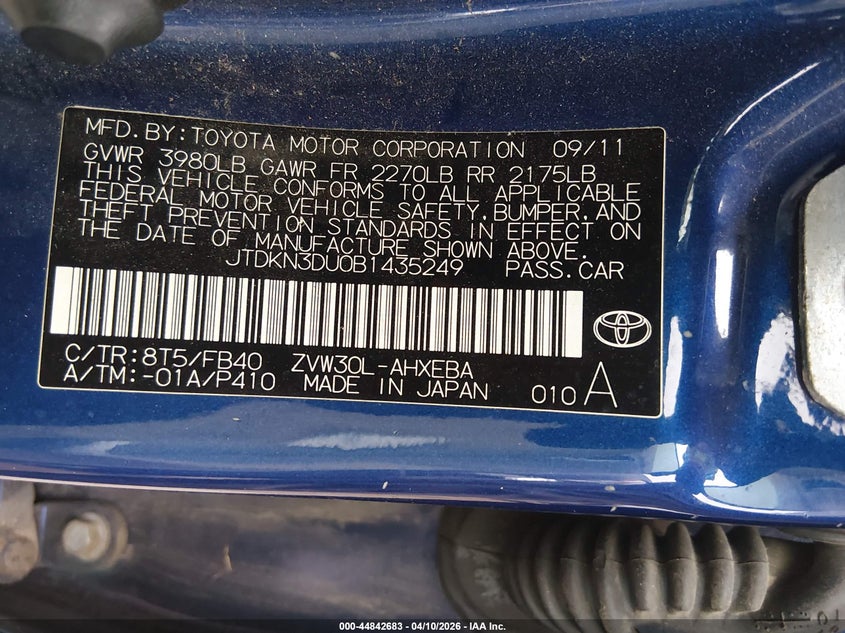 MFD. BY: TOYOTA MOTOR CORPORATION 09/11
GVWR 3980LB GAWR FR 2270LB RR 2175LB
THIS VEHICLE CONFORMS TO ALL APPLICABLE
FEDERAL MOTOR VEHICLE SAFETY, BUMPER, AND
THEFT PREVENTION STANDARDS IN EFFECT ON
THE DATE OF MANUFACTURE SHOWN ABOVE.
JTDKN3DU0B1435249 PASS. CAR
C/TR: 8T5/FB40 ZVW30L-AHXEBA
A/TM: -01A/P410 MADE IN JAPAN 010 A
000-44842683 - 04/10/2026 - IAA Inc.